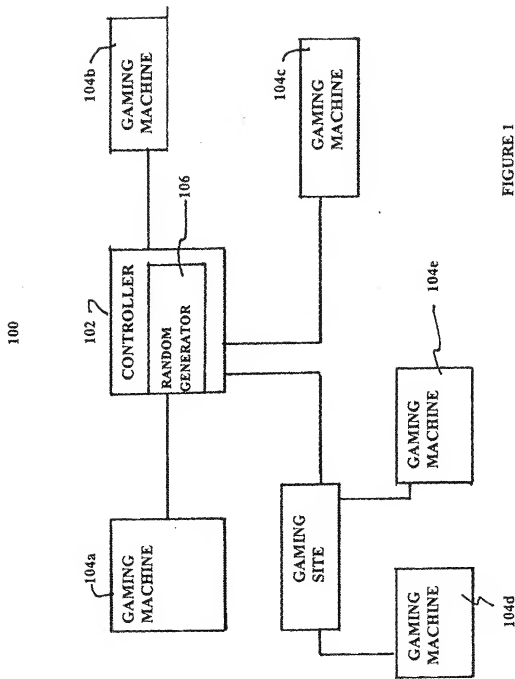 100
104a
GAMING
MACHINE
102
CONTROLLER
RANDOM
GENERATOR
106
104b
GAMING
MACHINE
GAMING
SITE
104c
GAMING
MACHINE
GAMING
MACHINE
104d
GAMING
MACHINE
104e
FIGURE 1